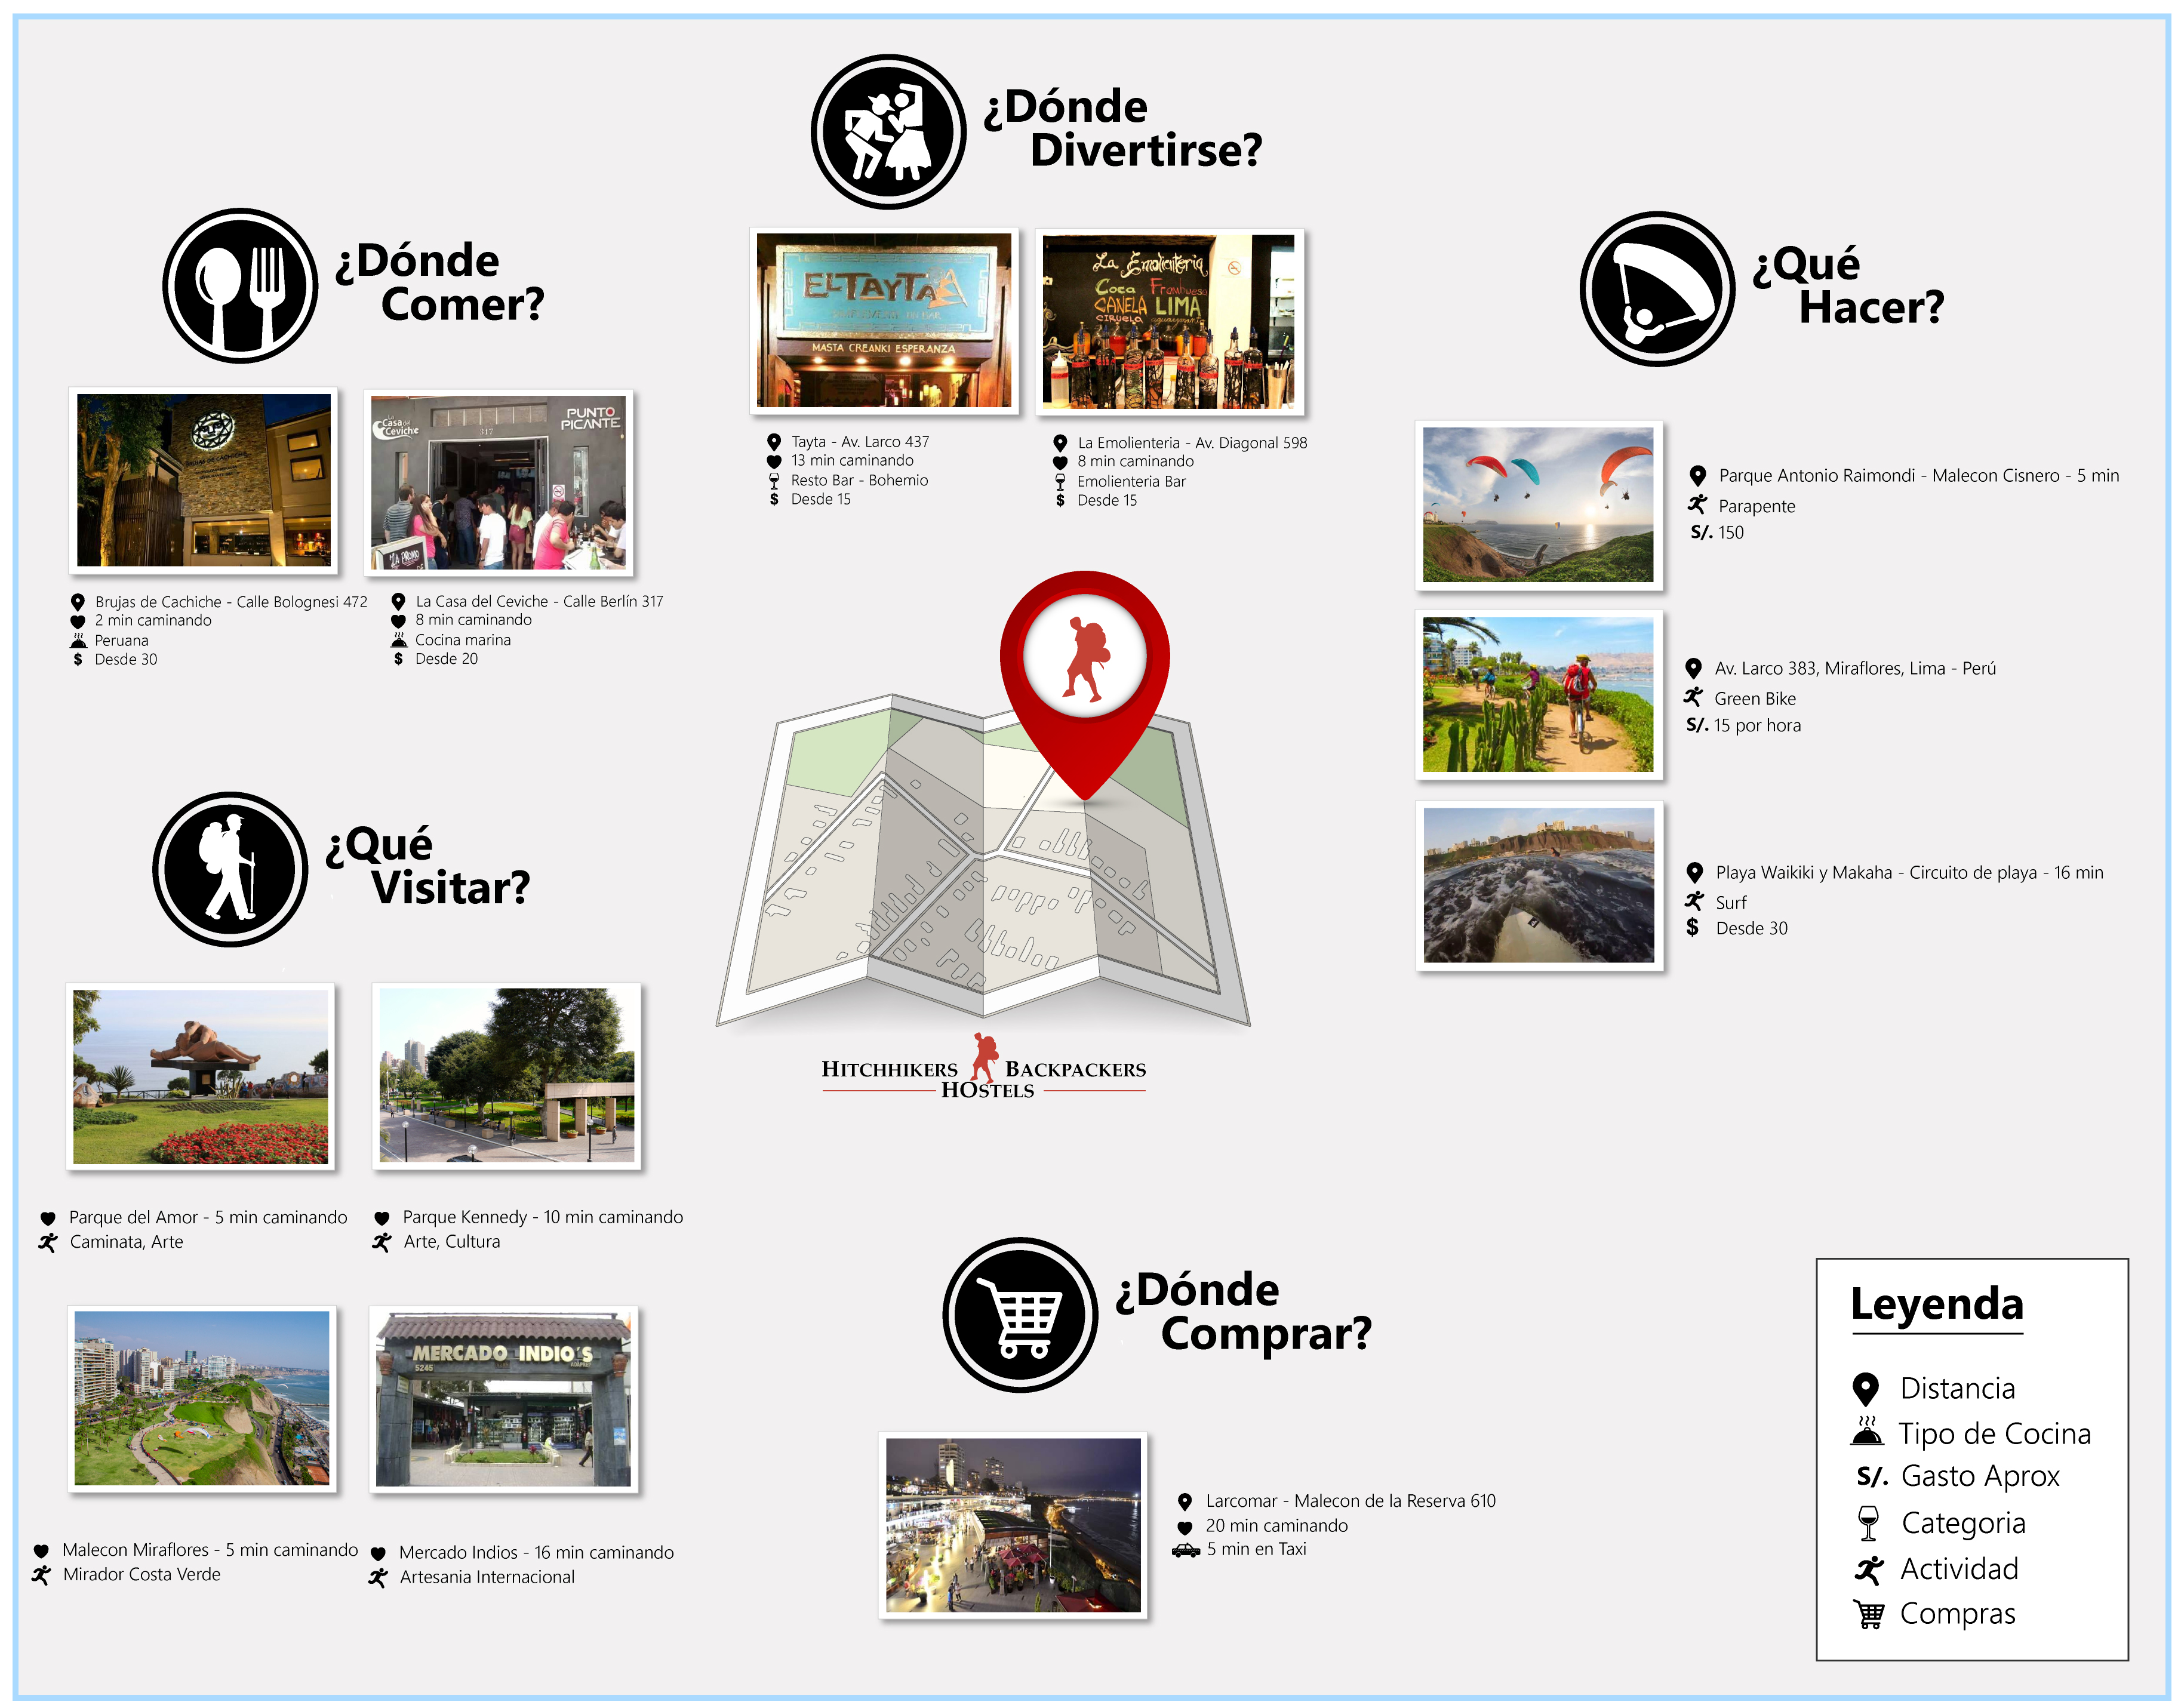 ¿Dónde
Divertirse?
EL TAYTA
MASTA CREANKI ESPERANZA
La Emolienteria
Coca Frambuesa
CANELA LIMA
CIRUELA aguaymanto
Tayta - Av. Larco 437
13 min caminando
Resto Bar - Bohemio
$ Desde 15
La Emolienteria - Av. Diagonal 598
8 min caminando
Emolienteria Bar
$ Desde 15
¿Dónde
Comer?
BRUJAS DE CACHICHE
La Casa del Ceviche
317
PUNTO PICANTE
LA PROMO
Brujas de Cachiche - Calle Bolognesi 472
2 min caminando
Peruana
$ Desde 30
La Casa del Ceviche - Calle Berlín 317
8 min caminando
Cocina marina
$ Desde 20
¿Qué
Hacer?
Parque Antonio Raimondi - Malecon Cisnero - 5 min
Parapente
S/. 150
Av. Larco 383, Miraflores, Lima - Perú
Green Bike
S/. 15 por hora
Playa Waikiki y Makaha - Circuito de playa - 16 min
Surf
$ Desde 30
¿Qué
Visitar?
Parque del Amor - 5 min caminando
Caminata, Arte
Parque Kennedy - 10 min caminando
Arte, Cultura
MERCADO INDIO'S
5245
Malecon Miraflores - 5 min caminando
Mirador Costa Verde
Mercado Indios - 16 min caminando
Artesania Internacional
HITCHHIKERS BACKPACKERS
HOSTELS
¿Dónde
Comprar?
Larcomar - Malecon de la Reserva 610
20 min caminando
5 min en Taxi
Leyenda
Distancia
Tipo de Cocina
S/. Gasto Aprox
Categoria
Actividad
Compras